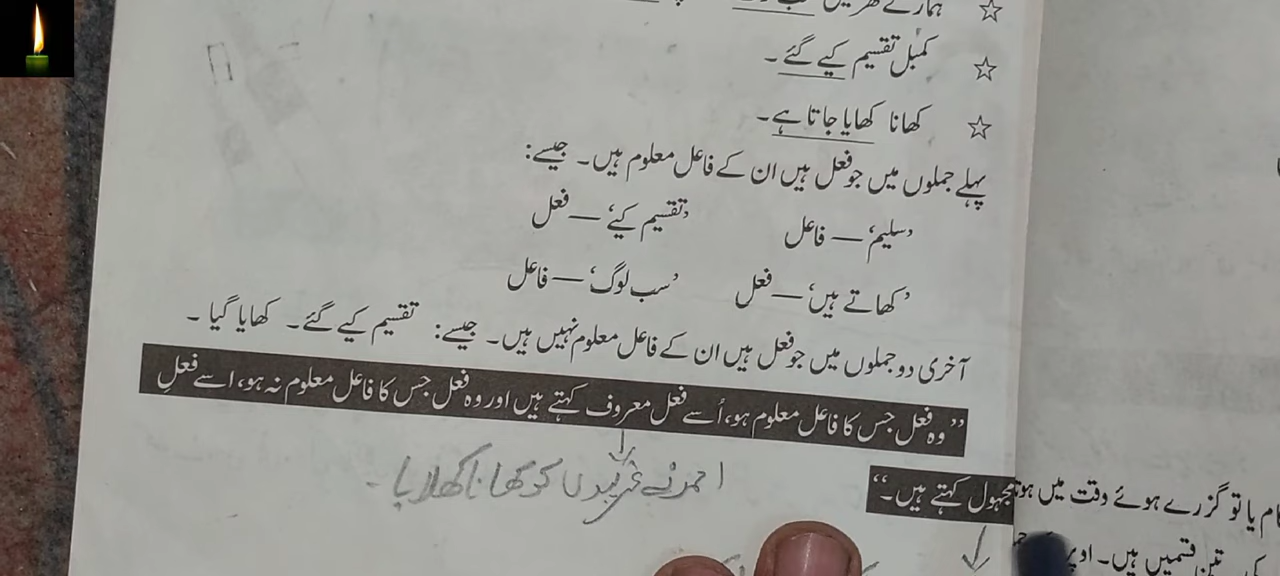 ہمارے گھر میں
☆ کمبل تقسیم کیے گئے۔
☆ کھانا کھایا جاتا ہے۔
پہلے جملوں میں جو فعل ہیں ان کے فاعل معلوم ہیں۔ جیسے:
’سلیم‘ — فاعل ’تقسیم کیے‘ — فعل
’کھاتے ہیں‘ — فعل ’سب لوگ‘ — فاعل
آخری دو جملوں میں جو فعل ہیں ان کے فاعل معلوم نہیں ہیں۔ جیسے: تقسیم کیے گئے۔ کھایا گیا۔
”وہ فعل جس کا فاعل معلوم ہو، اُسے فعل معروف کہتے ہیں اور وہ فعل جس کا فاعل معلوم نہ ہو، اسے فعلِ
مجہول کہتے ہیں۔“
احمد نے غریبوں کو کھانا کھلایا۔
یا تو گزرے ہوئے وقت میں
تین قسمیں ہیں۔ اوپر